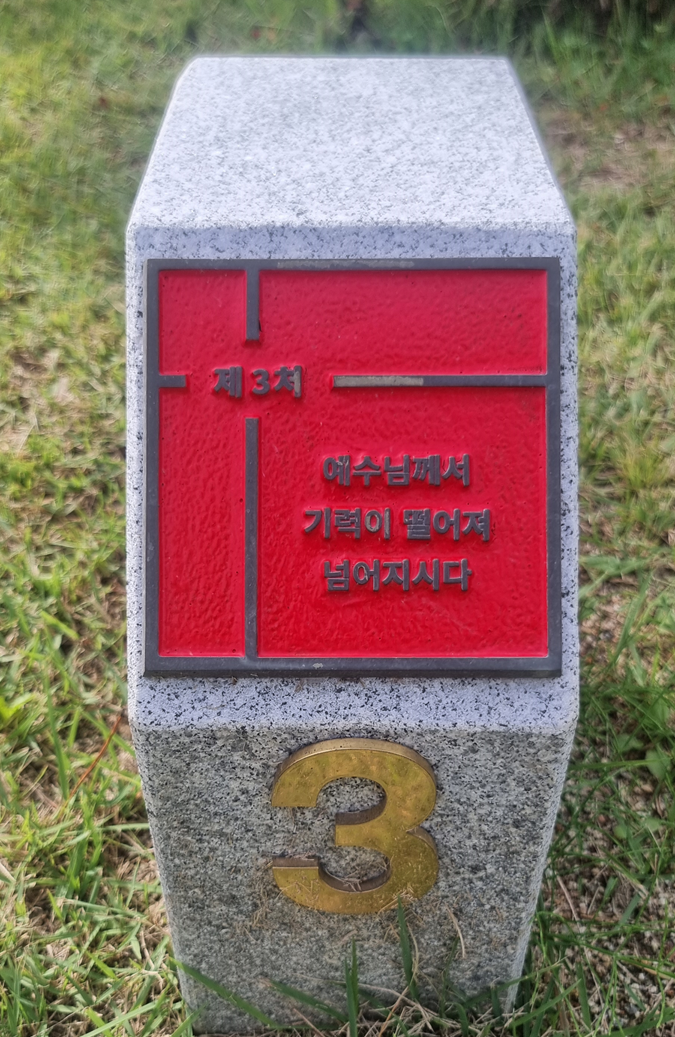 제 3처
예수님께서
기력이 떨어져
넘어지시다
3